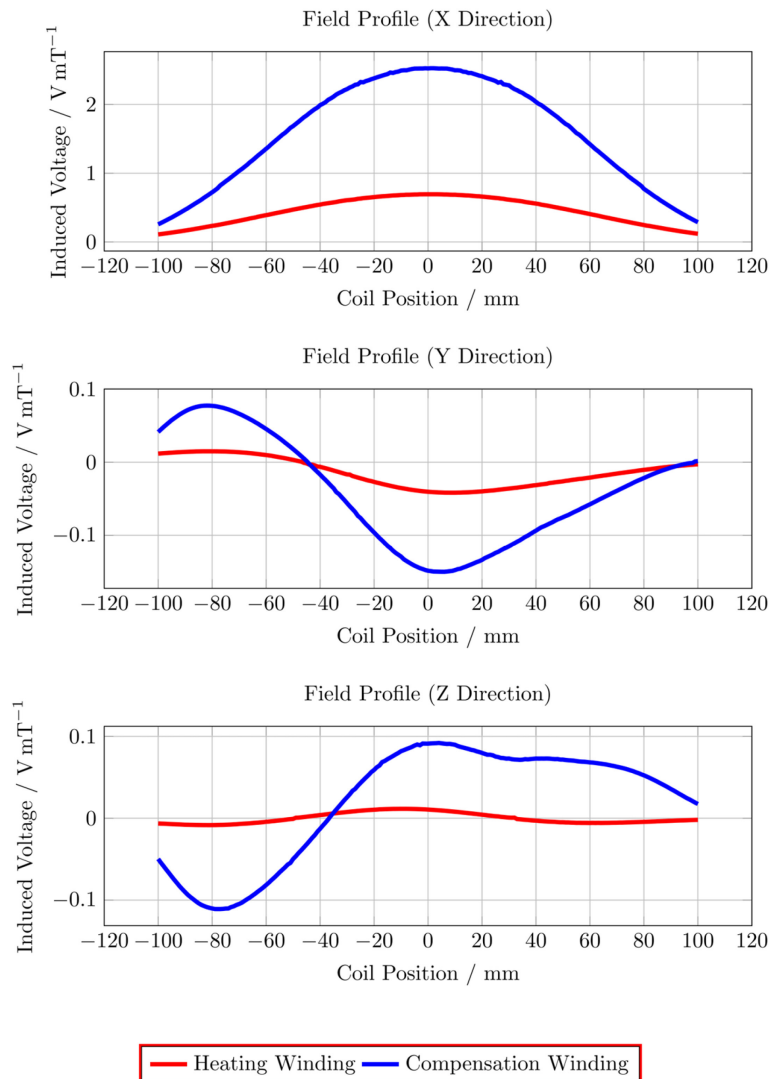 Field Profile (X Direction)
Induced Voltage / V mT⁻¹
2
1
0
−120 −100 −80 −60 −40 −20 0 20 40 60 80 100 120
Coil Position / mm
Field Profile (Y Direction)
Induced Voltage / V mT⁻¹
0.1
0
−0.1
−120 −100 −80 −60 −40 −20 0 20 40 60 80 100 120
Coil Position / mm
Field Profile (Z Direction)
Induced Voltage / V mT⁻¹
0.1
0
−0.1
−120 −100 −80 −60 −40 −20 0 20 40 60 80 100 120
Coil Position / mm
Heating Winding Compensation Winding